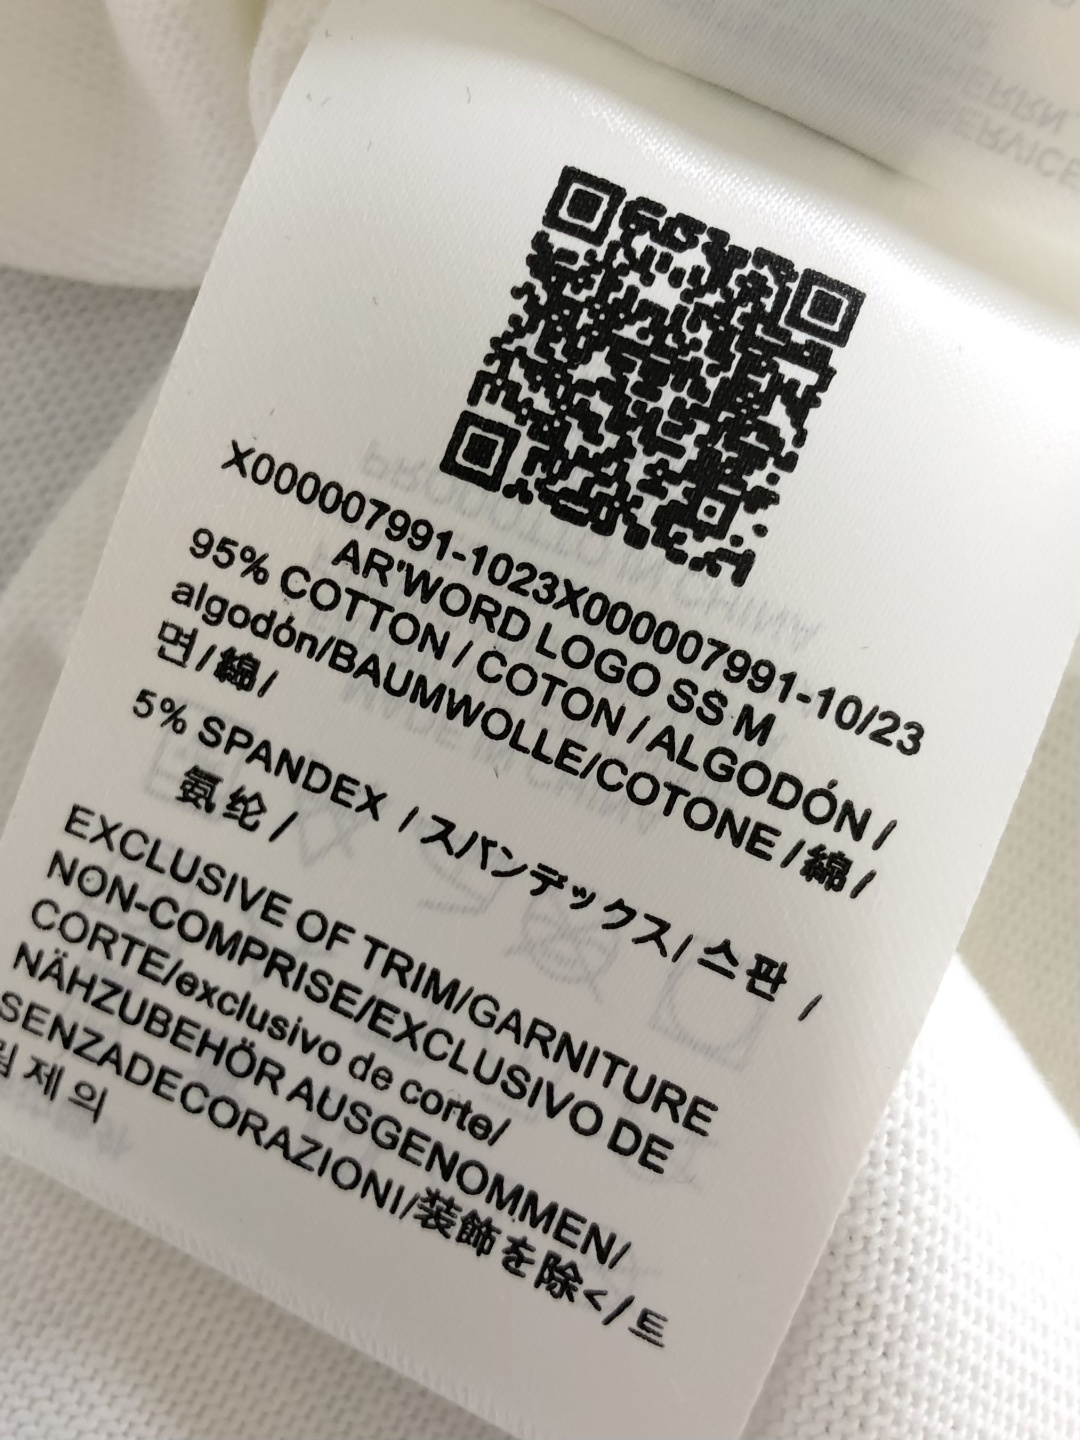 X000007991-1023X000007991-10/23
AR'WORD LOGO SS M
95% COTTON / COTON / ALGODÓN /
algodón/BAUMWOLLE/COTONE / 綿 /
면 / 綿 /
5% SPANDEX / スパンデックス / 스판 /
氨纶 /
EXCLUSIVE OF TRIM/GARNITURE
NON-COMPRISE/EXCLUSIVO DE
CORTE/exclusivo de corte/
NÄHZUBEHÖR AUSGENOMMEN/
SENZADECORAZIONI/装飾を除</트
림 제 의